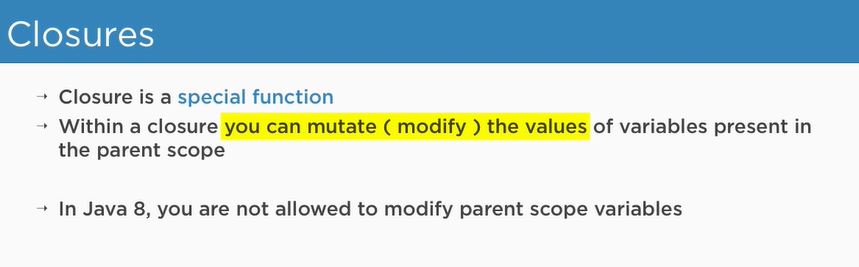 Closures
→ Closure is a special function
→ Within a closure you can mutate ( modify ) the values of variables present in
the parent scope
→ In Java 8, you are not allowed to modify parent scope variables